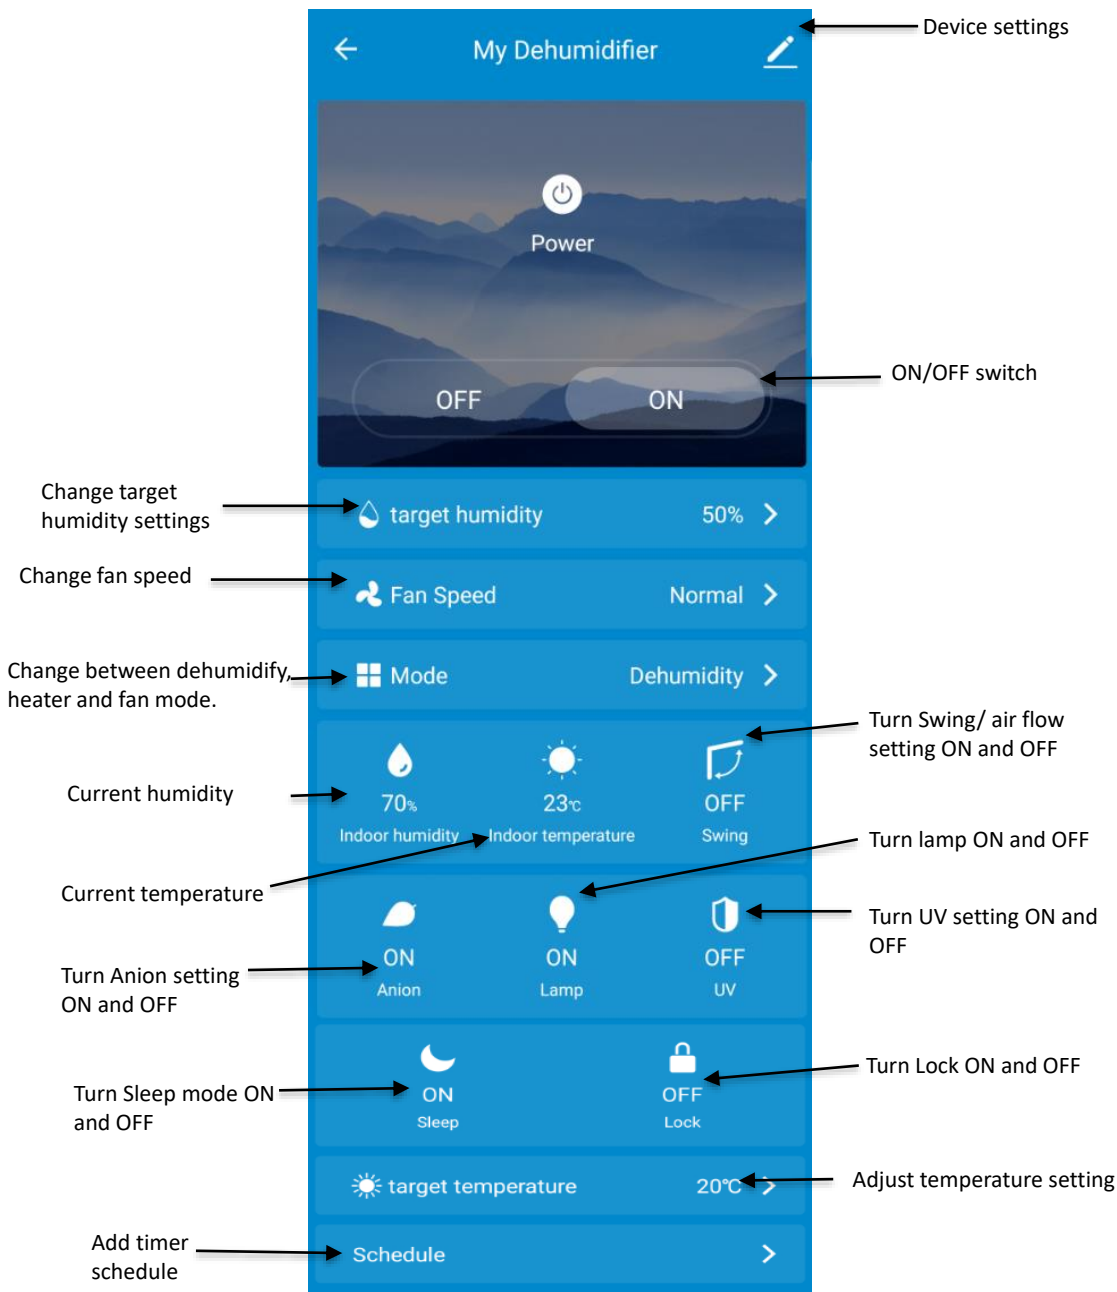 Device settings
My Dehumidifier
Power
ON/OFF switch
OFF ON
Change target
humidity settings
target humidity 50%
Change fan speed
Fan Speed Normal
Change between dehumidify,
heater and fan mode.
Mode Dehumidity
Turn Swing/ air flow
setting ON and OFF
Current humidity
70% 23℃ OFF
Indoor humidity Indoor temperature Swing
Turn lamp ON and OFF
Current temperature
Turn UV setting ON and
OFF
ON ON OFF
Anion Lamp UV
Turn Anion setting
ON and OFF
Turn Lock ON and OFF
Turn Sleep mode ON
and OFF
ON OFF
Sleep Lock
Adjust temperature setting
target temperature 20℃
Add timer
schedule
Schedule